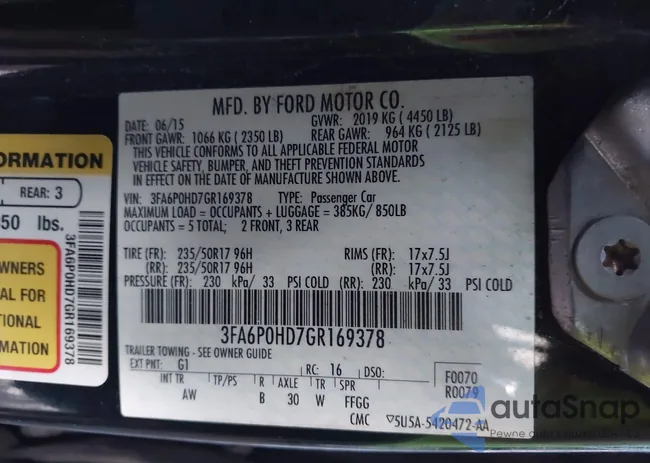 MFD. BY FORD MOTOR CO.
DATE: 06/15 GVWR: 2019 KG ( 4450 LB)
FRONT GAWR: 1066 KG ( 2350 LB) REAR GAWR: 964 KG ( 2125 LB)
THIS VEHICLE CONFORMS TO ALL APPLICABLE FEDERAL MOTOR
VEHICLE SAFETY, BUMPER, AND THEFT PREVENTION STANDARDS
IN EFFECT ON THE DATE OF MANUFACTURE SHOWN ABOVE.
VIN: 3FA6P0HD7GR169378 TYPE: Passenger Car
MAXIMUM LOAD = OCCUPANTS + LUGGAGE = 385KG/ 850LB
OCCUPANTS = 5 TOTAL; 2 FRONT, 3 REAR
TIRE (FR): 235/50R17 96H RIMS (FR): 17x7.5J
(RR): 235/50R17 96H (RR): 17x7.5J
PRESSURE (FR): 230 kPa/ 33 PSI COLD (RR): 230 kPa/ 33 PSI COLD
3FA6P0HD7GR169378
TRAILER TOWING - SEE OWNER GUIDE
EXT PNT: G1 RC: 16 DSO: F0070
INT TR TP/PS R AXLE TR SPR R0079
AW B 30 W FFGG
CMC ▽5U5A-5420472-AA
ORMATION
REAR: 3
850 lbs.
WNERS
AL FOR
TIONAL
MATION
3FA6P0HD7GR169378
autaSnap
Pewne auta online